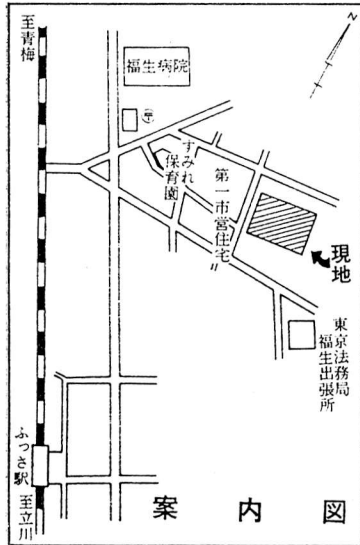 至青梅
福生病院
〒
すみれ
保育園
第一市営住宅
現地
東京法務局
福生出張所
ふっさ駅
至立川
案内図
N